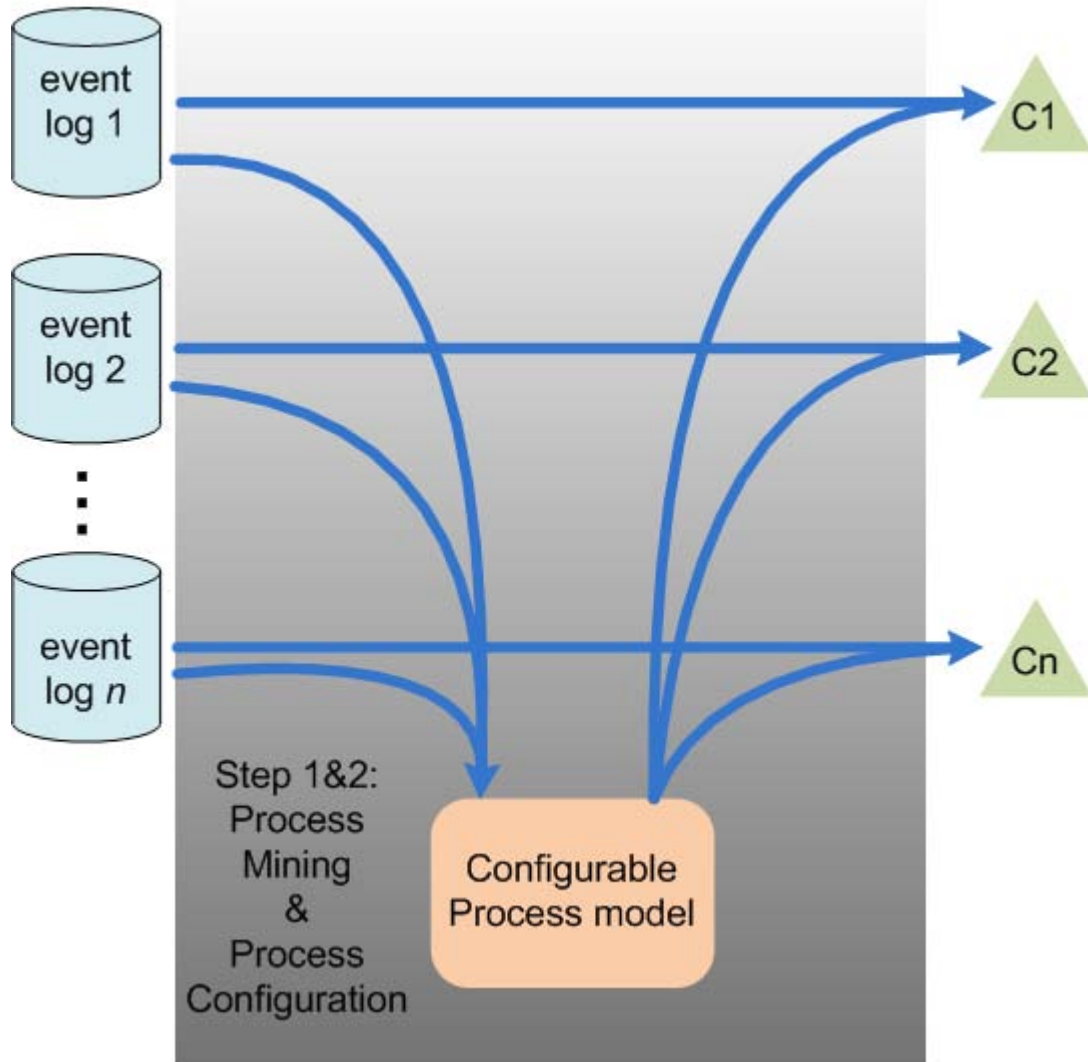 event
log 1
C1
event
log 2
C2
event
log n
Cn
Step 1&2:
Process
Mining
&
Process
Configuration
Configurable
Process model